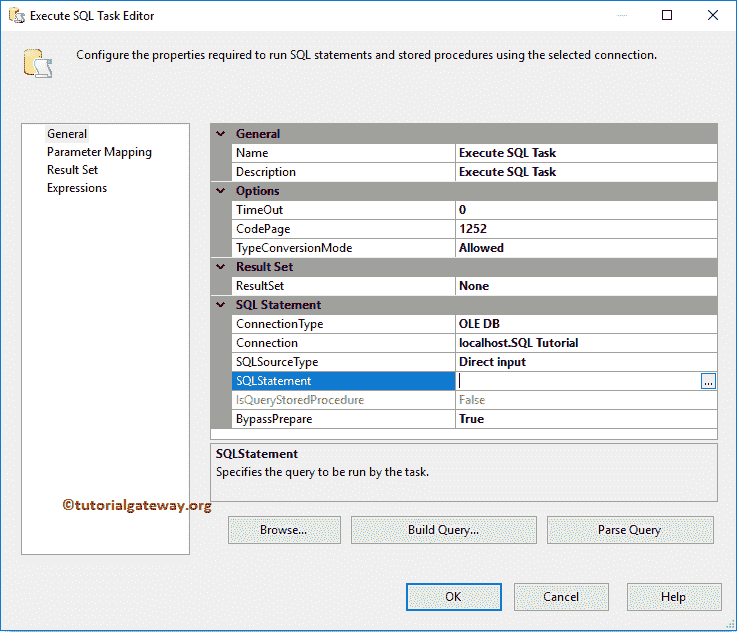 Execute SQL Task Editor
Configure the properties required to run SQL statements and stored procedures using the selected connection.
General
Parameter Mapping
Result Set
Expressions
General
Name Execute SQL Task
Description Execute SQL Task
Options
TimeOut 0
CodePage 1252
TypeConversionMode Allowed
Result Set
ResultSet None
SQL Statement
ConnectionType OLE DB
Connection localhost.SQL Tutorial
SQLSourceType Direct input
SQLStatement ...
IsQueryStoredProcedure False
BypassPrepare True
SQLStatement
Specifies the query to be run by the task.
©tutorialgateway.org
Browse... Build Query... Parse Query
OK Cancel Help